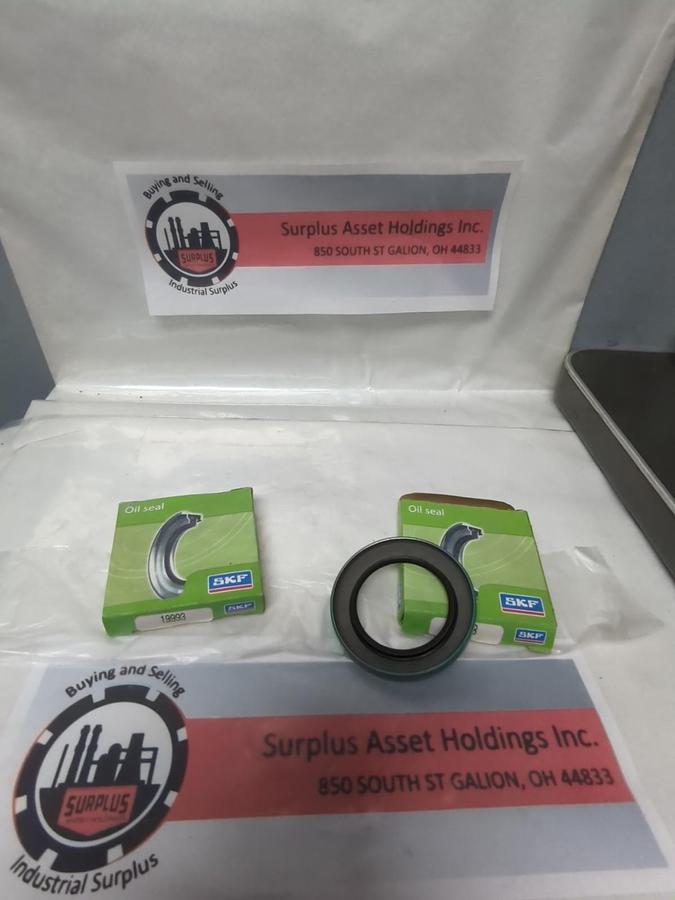 Buying and Selling
SURPLUS
Industrial Surplus
Surplus Asset Holdings Inc.
850 SOUTH ST GALION, OH 44833
Oil seal
SKF
19993
SKF
Oil seal
SKF
SKF
Buying and Selling
SURPLUS
Industrial Surplus
Surplus Asset Holdings Inc.
850 SOUTH ST GALION, OH 44833